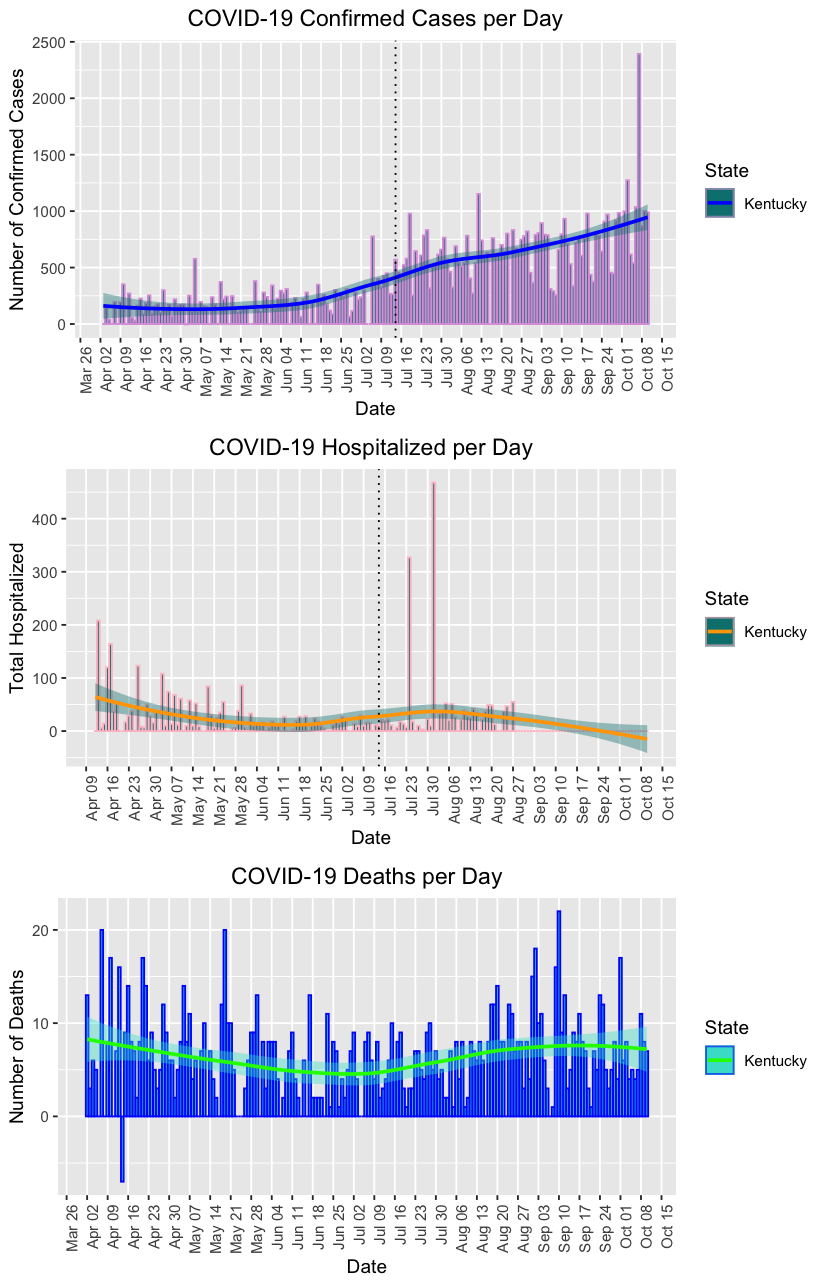 COVID-19 Confirmed Cases per Day
2500
2000
1500
1000
500
0
Number of Confirmed Cases
Mar 26
Apr 02
Apr 09
Apr 16
Apr 23
Apr 30
May 07
May 14
May 21
May 28
Jun 04
Jun 11
Jun 18
Jun 25
Jul 02
Jul 09
Jul 16
Jul 23
Jul 30
Aug 06
Aug 13
Aug 20
Aug 27
Sep 03
Sep 10
Sep 17
Sep 24
Oct 01
Oct 08
Oct 15
Date
State
Kentucky
COVID-19 Hospitalized per Day
400
300
200
100
0
Total Hospitalized
Apr 09
Apr 16
Apr 23
Apr 30
May 07
May 14
May 21
May 28
Jun 04
Jun 11
Jun 18
Jun 25
Jul 02
Jul 09
Jul 16
Jul 23
Jul 30
Aug 06
Aug 13
Aug 20
Aug 27
Sep 03
Sep 10
Sep 17
Sep 24
Oct 01
Oct 08
Oct 15
Date
State
Kentucky
COVID-19 Deaths per Day
20
10
0
Number of Deaths
Mar 26
Apr 02
Apr 09
Apr 16
Apr 23
Apr 30
May 07
May 14
May 21
May 28
Jun 04
Jun 11
Jun 18
Jun 25
Jul 02
Jul 09
Jul 16
Jul 23
Jul 30
Aug 06
Aug 13
Aug 20
Aug 27
Sep 03
Sep 10
Sep 17
Sep 24
Oct 01
Oct 08
Oct 15
Date
State
Kentucky